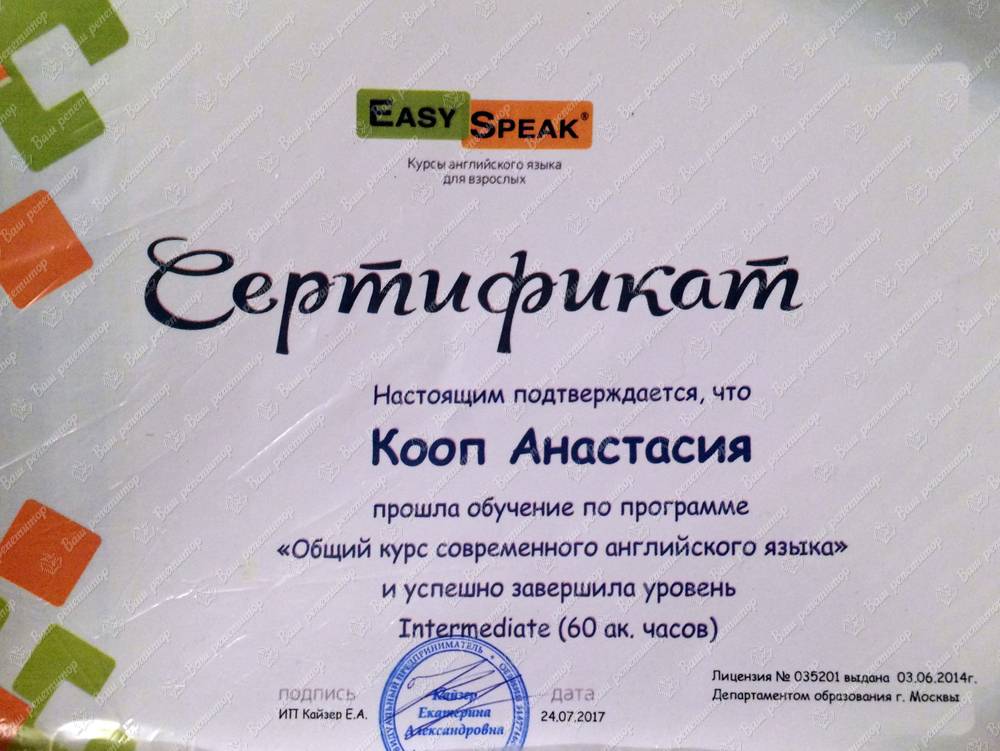 EASY SPEAK®
Курсы английского языка
для взрослых
Сертификат
Настоящим подтверждается, что
Кооп Анастасия
прошла обучение по программе
«Общий курс современного английского языка»
и успешно завершила уровень
Intermediate (60 ак. часов)
подпись
ИП Кайзер Е.А.
Кайзер
Екатерина
Александровна
дата
24.07.2017
Лицензия № 035201 выдана 03.06.2014г.
Департаментом образования г. Москвы
Ваш репетитор